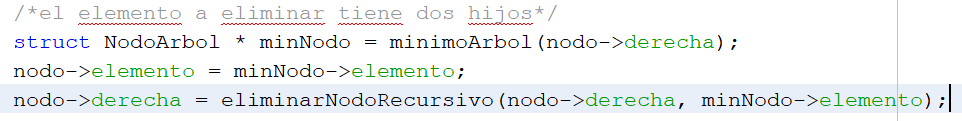 /*el elemento a eliminar tiene dos hijos*/
struct NodoArbol * minNodo = minimoArbol(nodo->derecha);
nodo->elemento = minNodo->elemento;
nodo->derecha = eliminarNodoRecursivo(nodo->derecha, minNodo->elemento);